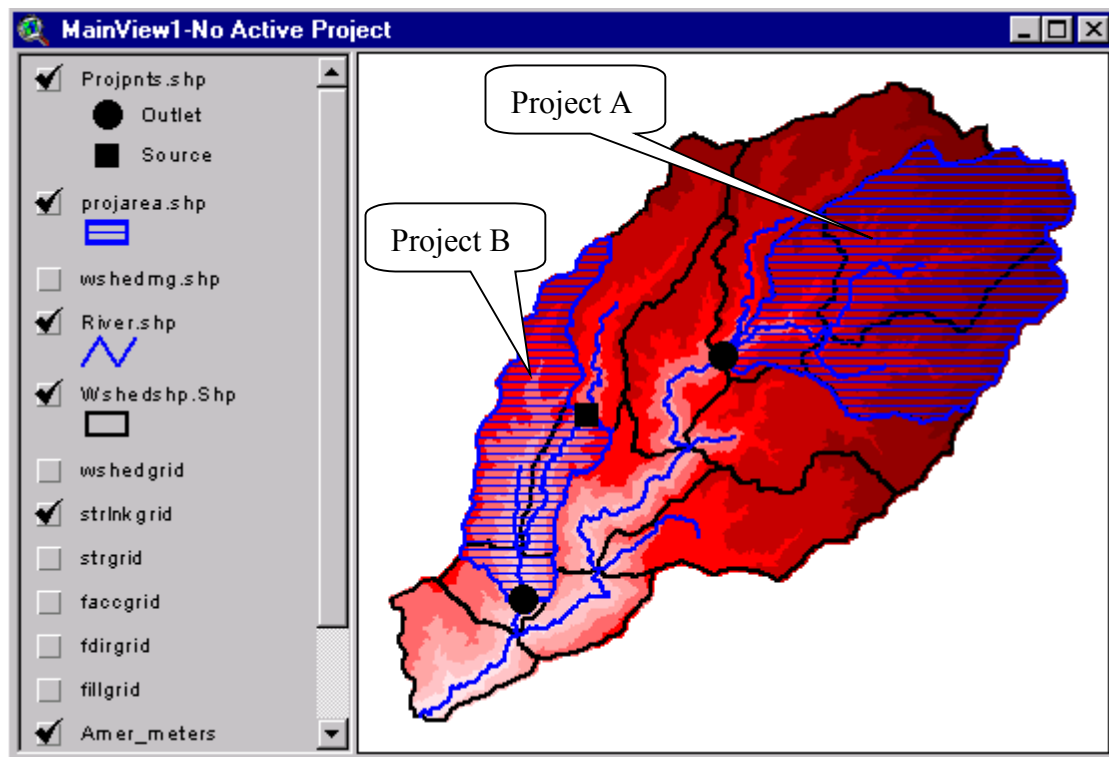 MainView1-No Active Project
Projpnts.shp
Outlet
Source
projarea.shp
wshedmg.shp
River.shp
Wshedshp.Shp
wshedgrid
strlnkgrid
strgrid
faccgrid
fdirgrid
fillgrid
Amer_meters
Project A
Project B